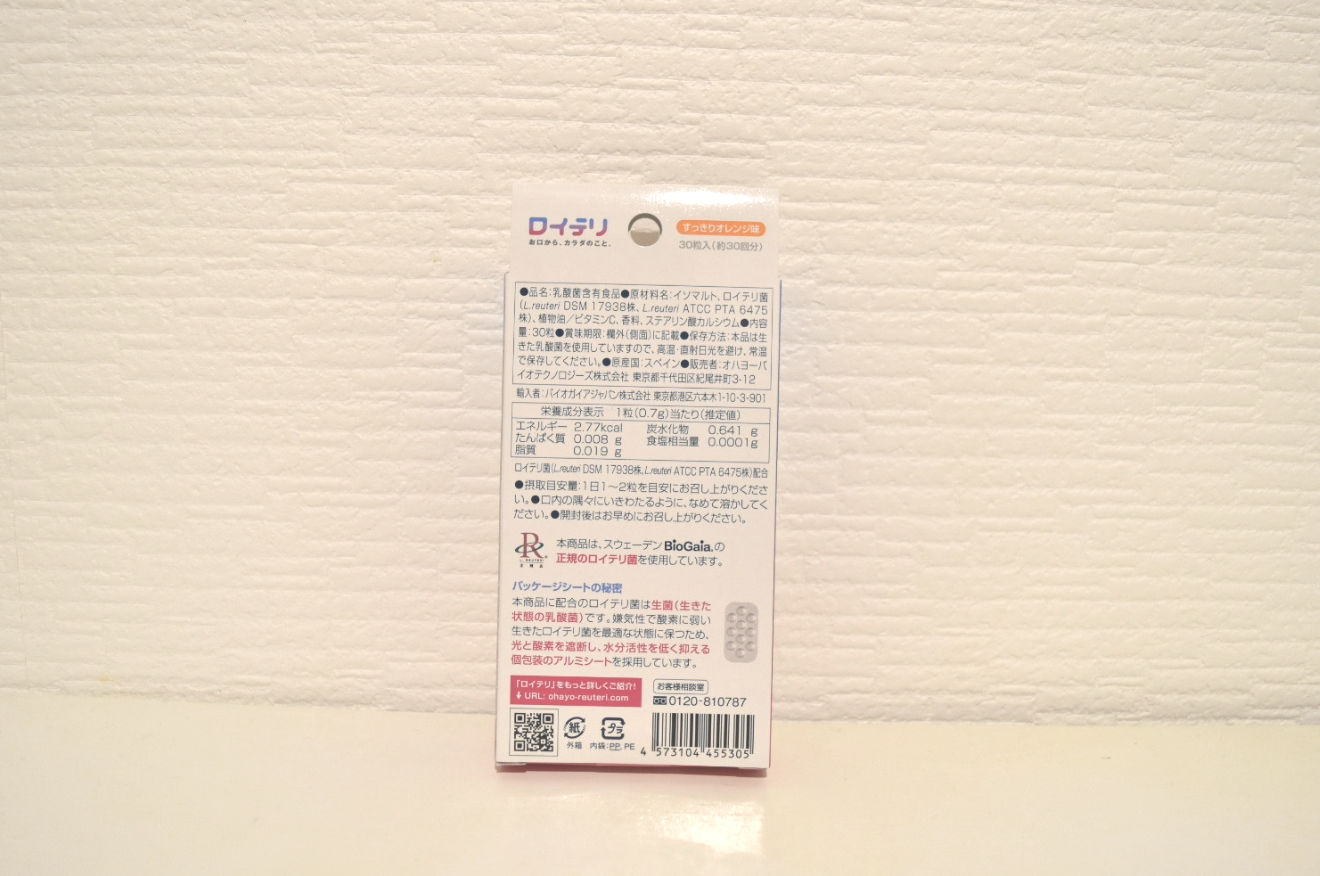 ロイテリ
お口から、カラダのこと。
すっきりオレンジ味
30粒入(約30回分)
●品名:乳酸菌含有食品●原材料名:イソマルト、ロイテリ菌
(L.reuteri DSM 17938株、L.reuteri ATCC PTA 6475
株)、植物油/ビタミンC、香料、ステアリン酸カルシウム●内容
量:30粒●賞味期限:欄外(側面)に記載●保存方法:本品は生
きた乳酸菌を使用していますので、高温・直射日光を避け、常温
で保存してください。●原産国:スペイン●販売者:オハヨーバ
イオテクノロジーズ株式会社 東京都千代田区紀尾井町3-12
輸入者:バイオガイアジャパン株式会社 東京都港区六本木1-10-3-901
栄養成分表示 1粒(0.7g)当たり(推定値)
エネルギー 2.77kcal 炭水化物 0.641 g
たんぱく質 0.008 g 食塩相当量 0.0001g
脂質 0.019 g
ロイテリ菌(L.reuteri DSM 17938株、L.reuteri ATCC PTA 6475株)配合
●摂取目安量:1日1〜2粒を目安にお召し上がりくださ
い。●口内の隅々にいきわたるように、なめて溶かしてく
ださい。●開封後はお早めにお召し上がりください。
L. REUTERI
正規品
本商品は、スウェーデンBioGaia.の
正規のロイテリ菌を使用しています。
パッケージシートの秘密
本商品に配合のロイテリ菌は生菌(生きた
状態の乳酸菌)です。嫌気性で酸素に弱い
生きたロイテリ菌を最適な状態に保つため、
光と酸素を遮断し、水分活性を低く抑える
個包装のアルミシートを採用しています。
「ロイテリ」をもっと詳しくご紹介!
URL: ohayo-reuteri.com
お客様相談室
0120-810787
紙
外箱
プラ
内袋:PP, PE
4 573104 455305